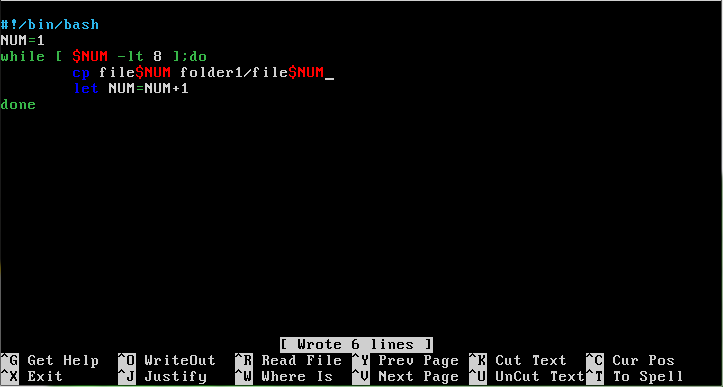 #!/bin/bash
NUM=1
while [ $NUM -lt 8 ];do
        cp file$NUM folder1/file$NUM_
        let NUM=NUM+1
done
[ Wrote 6 lines ]
^G Get Help  ^O WriteOut  ^R Read File ^Y Prev Page ^K Cut Text  ^C Cur Pos
^X Exit      ^J Justify   ^W Where Is  ^V Next Page ^U UnCut Text^T To Spell